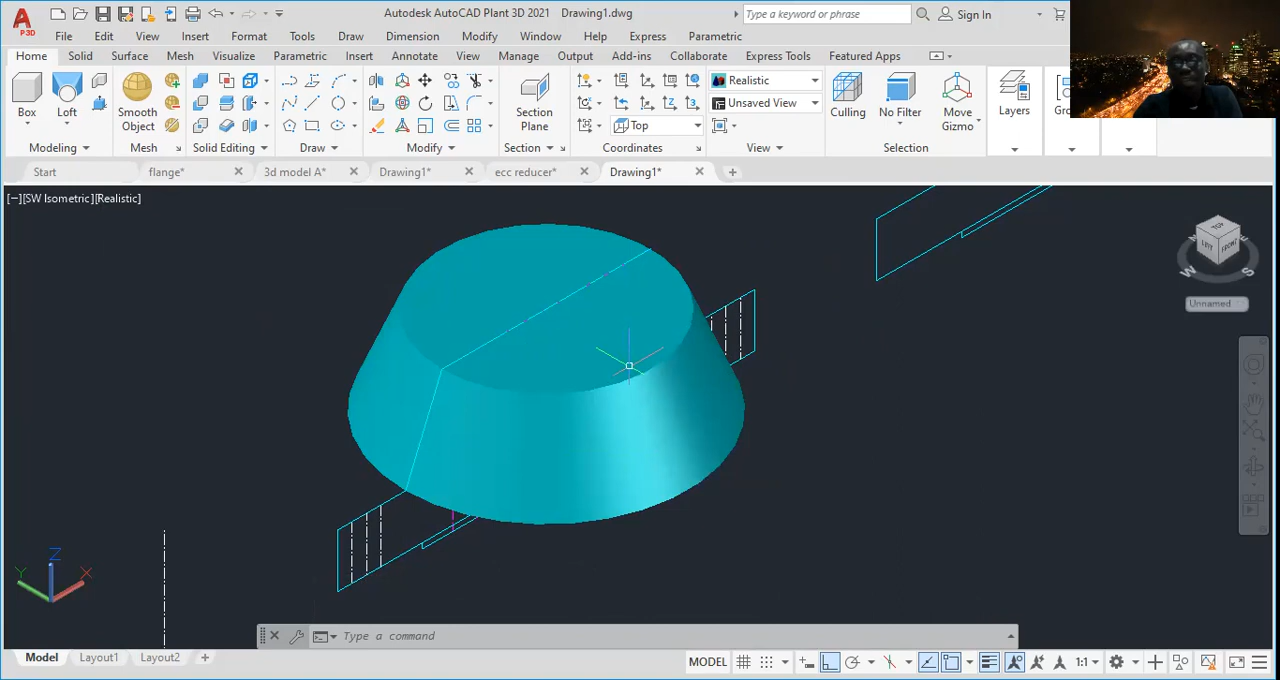 Autodesk AutoCAD Plant 3D 2021 Drawing1.dwg
Type a keyword or phrase
Sign In
P3D
File Edit View Insert Format Tools Draw Dimension Modify Window Help Express Parametric
Home Solid Surface Mesh Visualize Parametric Insert Annotate View Manage Output Add-ins Collaborate Express Tools Featured Apps
Box
Loft
Smooth
Object
Section
Plane
Realistic
Unsaved View
Top
Culling
No Filter
Move
Gizmo
Layers
Modeling
Mesh
Solid Editing
Draw
Modify
Section
Coordinates
View
Selection
Start
flange*
3d model A*
Drawing1*
ecc reducer*
Drawing1*
[−][SW Isometric][Realistic]
TOP
LEFT
FRONT
W
S
E
Unnamed
Z
Y
X
Type a command
Model
Layout1
Layout2
MODEL
1:1